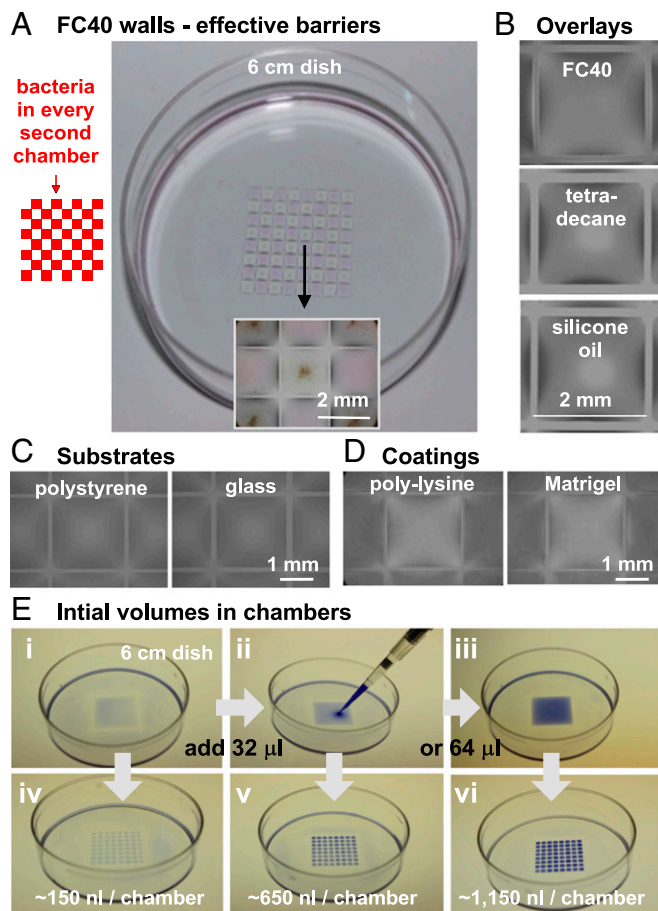 A FC40 walls - effective barriers
6 cm dish
bacteria
in every
second
chamber
2 mm
B Overlays
FC40
tetra-
decane
silicone
oil
2 mm
C Substrates
polystyrene
glass
1 mm
D Coatings
poly-lysine
Matrigel
1 mm
E Intial volumes in chambers
i
6 cm dish
ii
iii
add 32 µl
or 64 µl
iv
~150 nl / chamber
v
~650 nl / chamber
vi
~1,150 nl / chamber